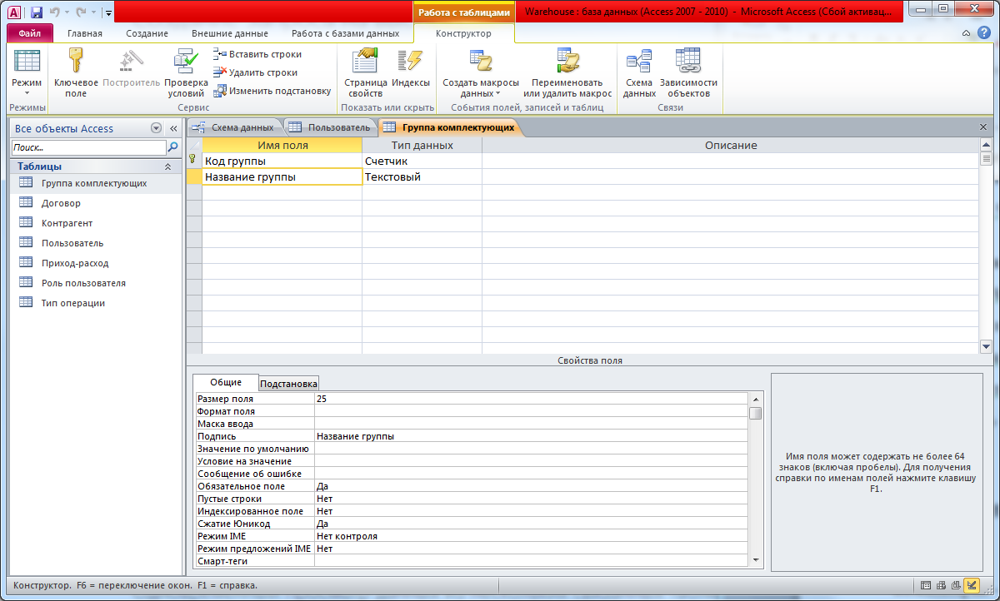 Работа с таблицами
Warehouse : база данных (Access 2007 - 2010) - Microsoft Access (Сбой активац...
Файл
Главная
Создание
Внешние данные
Работа с базами данных
Конструктор
Режим
Ключевое поле
Построитель
Проверка условий
Вставить строки
Удалить строки
Изменить подстановку
Страница свойств
Индексы
Создать макросы данных
Переименовать или удалить макрос
Схема данных
Зависимости объектов
Режимы
Сервис
Показать или скрыть
События полей, записей и таблиц
Связи
Все объекты Access
Поиск...
Таблицы
Группа комплектующих
Договор
Контрагент
Пользователь
Приход-расход
Роль пользователя
Тип операции
Схема данных
Пользователь
Группа комплектующих
Имя поля
Тип данных
Описание
Код группы
Счетчик
Название группы
Текстовый
Свойства поля
Общие
Подстановка
Размер поля
25
Формат поля
Маска ввода
Подпись
Название группы
Значение по умолчанию
Условие на значение
Сообщение об ошибке
Обязательное поле
Да
Пустые строки
Нет
Индексированное поле
Нет
Сжатие Юникод
Да
Режим IME
Нет контроля
Режим предложений IME
Нет
Смарт-теги
Имя поля может содержать не более 64
знаков (включая пробелы). Для получения
справки по именам полей нажмите клавишу
F1.
Конструктор. F6 = переключение окон. F1 = справка.